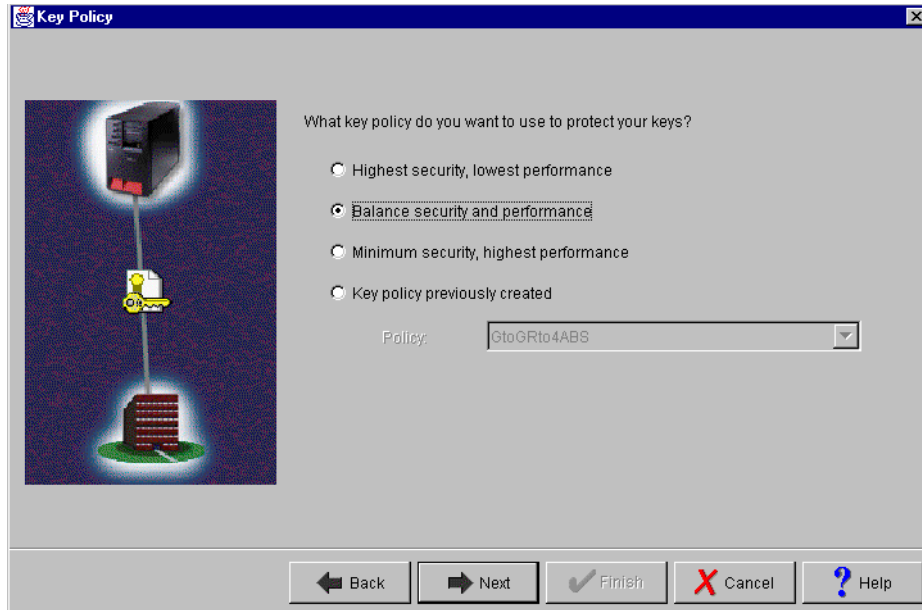 Key Policy
What key policy do you want to use to protect your keys?
Highest security, lowest performance
Balance security and performance
Minimum security, highest performance
Key policy previously created
Policy: GtoGRto4ABS
Back Next Finish Cancel Help